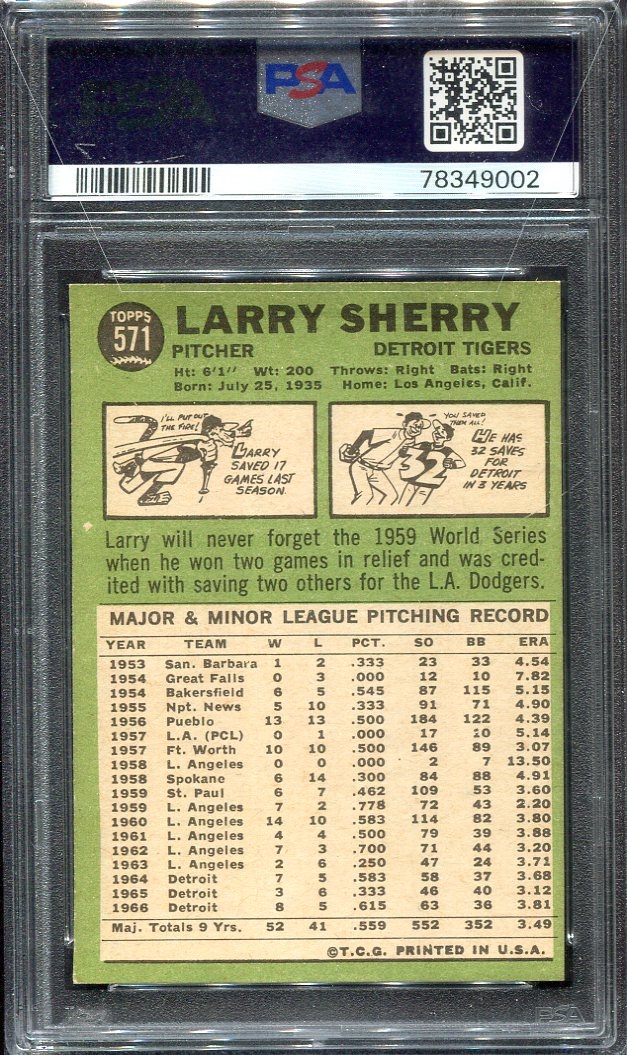 PSA
78349002
TOPPS
571
LARRY SHERRY
PITCHER DETROIT TIGERS
Ht: 6'1" Wt: 200 Throws: Right Bats: Right
Born: July 25, 1935 Home: Los Angeles, Calif.
I'LL PUT OUT
THE FIRE!
LARRY
SAVED 17
GAMES LAST
SEASON.
YOU SAVED
THEM ALL!
32
HE HAS
32 SAVES
FOR
DETROIT
IN 3 YEARS
Larry will never forget the 1959 World Series
when he won two games in relief and was cred-
ited with saving two others for the L.A. Dodgers.
MAJOR & MINOR LEAGUE PITCHING RECORD
YEAR TEAM W L PCT. SO BB ERA
1953 San. Barbara 1 2 .333 23 33 4.54
1954 Great Falls 0 3 .000 12 10 7.82
1954 Bakersfield 6 5 .545 87 115 5.15
1955 Npt. News 5 10 .333 91 71 4.90
1956 Pueblo 13 13 .500 184 122 4.39
1957 L.A. (PCL) 0 1 .000 17 20 5.14
1957 Ft. Worth 10 10 .500 146 89 3.07
1958 L. Angeles 0 0 .000 2 7 13.50
1958 Spokane 6 14 .300 84 88 4.91
1959 St. Paul 6 7 .462 109 53 3.60
1959 L. Angeles 7 2 .778 72 43 2.20
1960 L. Angeles 14 10 .583 114 82 3.80
1961 L. Angeles 4 4 .500 79 39 3.88
1962 L. Angeles 7 3 .700 71 44 3.20
1963 L. Angeles 2 6 .250 47 24 3.71
1964 Detroit 7 5 .583 58 37 3.68
1965 Detroit 3 6 .333 46 40 3.12
1966 Detroit 8 5 .615 63 36 3.81
Maj. Totals 9 Yrs. 52 41 .559 552 352 3.49
©T.C.G. PRINTED IN U.S.A.
PSA